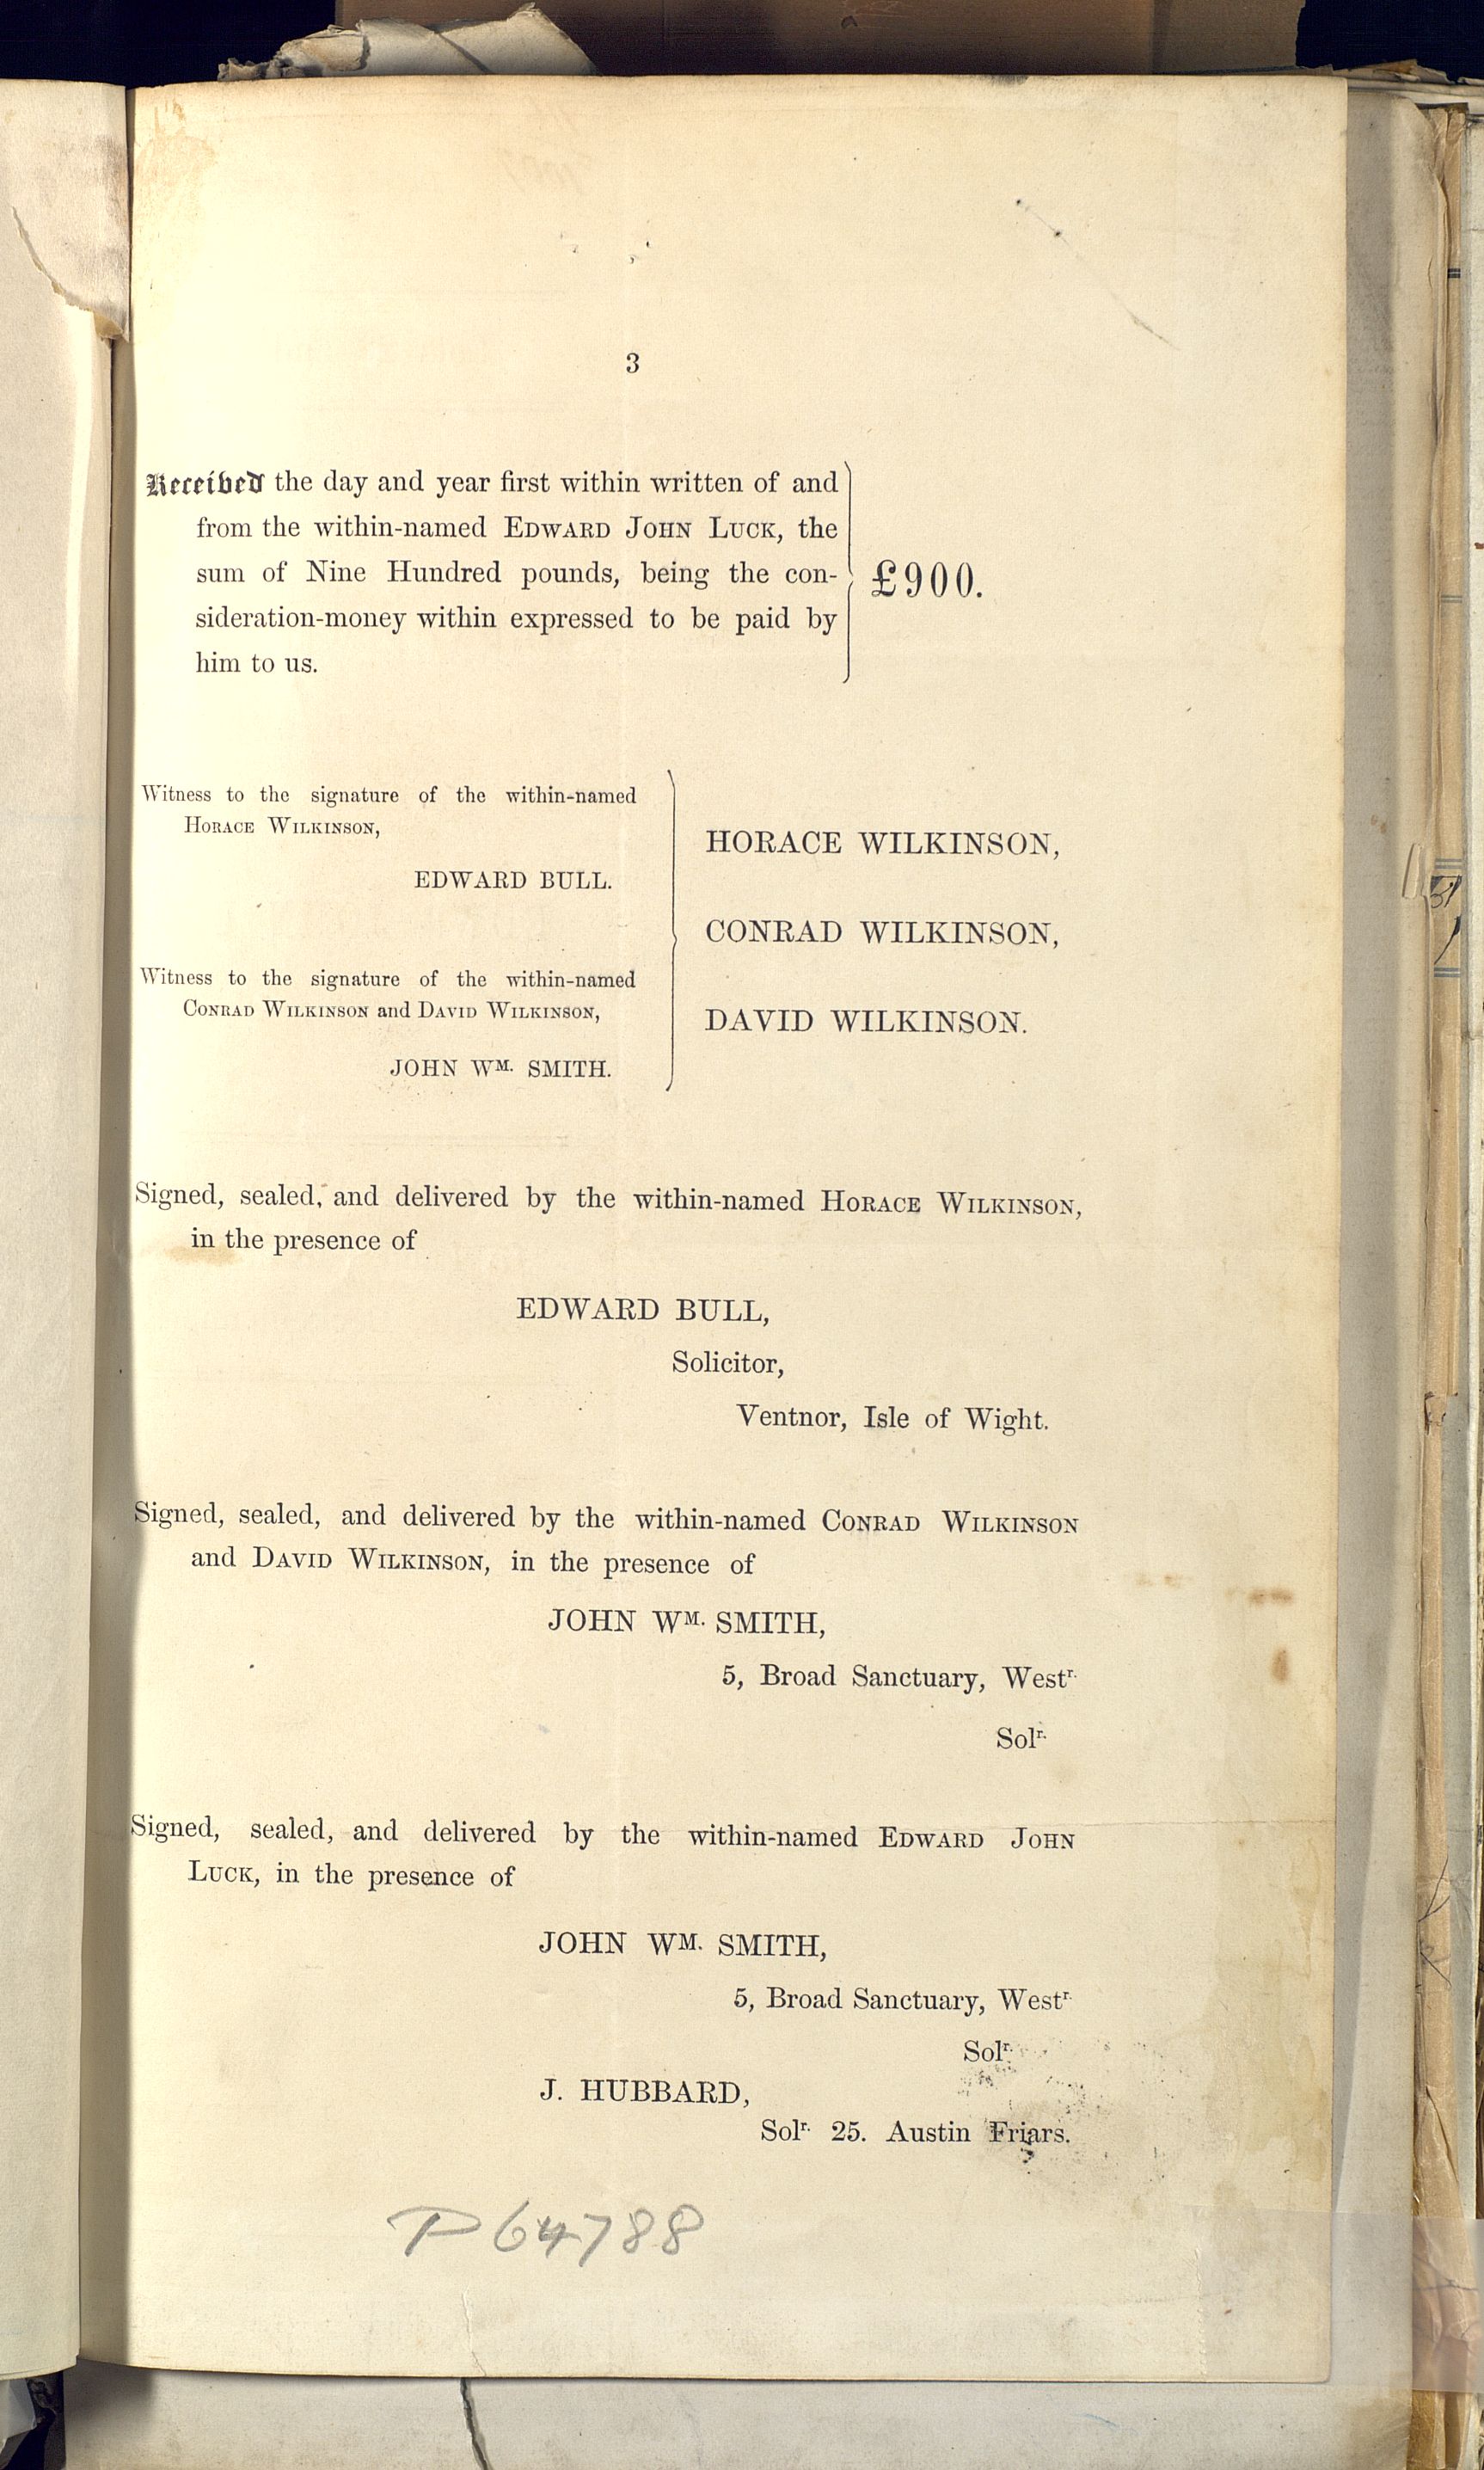 3
Received the day and year first within written of and
from the within-named EDWARD JOHN LUCK, the
sum of Nine Hundred pounds, being the con-
sideration-money within expressed to be paid by
him to us.
£900.
Witness to the signature of the within-named
HORACE WILKINSON,
EDWARD BULL.
Witness to the signature of the within-named
CONRAD WILKINSON and DAVID WILKINSON,
JOHN WM. SMITH.
HORACE WILKINSON,
CONRAD WILKINSON,
DAVID WILKINSON.
Signed, sealed, and delivered by the within-named HORACE WILKINSON,
in the presence of
EDWARD BULL,
Solicitor,
Ventnor, Isle of Wight.
Signed, sealed, and delivered by the within-named CONRAD WILKINSON
and DAVID WILKINSON, in the presence of
JOHN WM. SMITH,
5, Broad Sanctuary, Westr.
Solr.
Signed, sealed, and delivered by the within-named EDWARD JOHN
LUCK, in the presence of
JOHN WM. SMITH,
5, Broad Sanctuary, Westr.
Solr.
J. HUBBARD,
Solr. 25. Austin Friars.
P64788